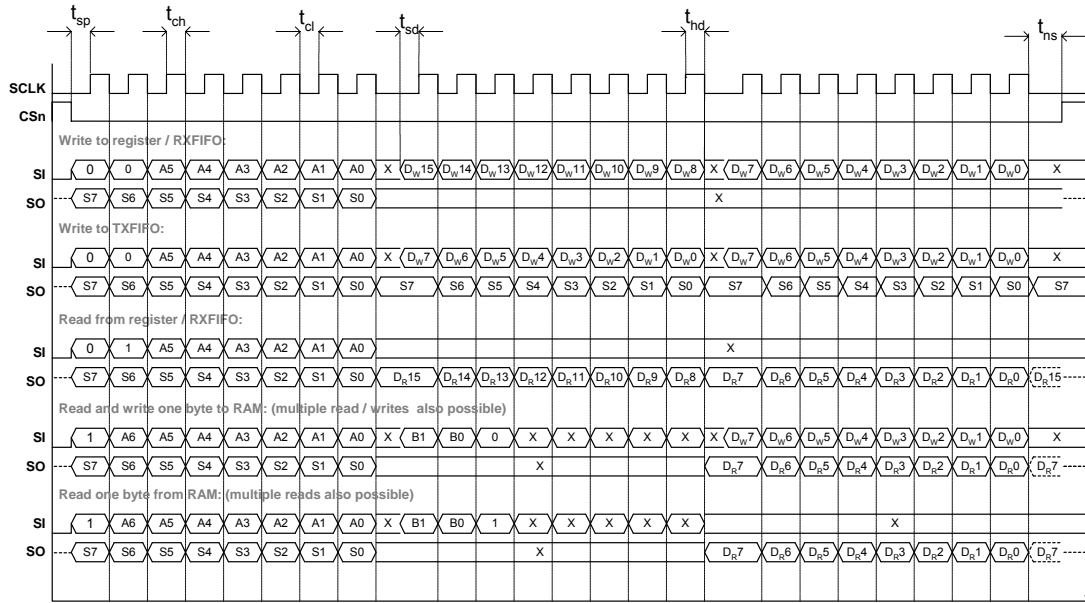 tsp tch tcl tsd thd tns
SCLK
CSn
Write to register / RXFIFO:
SI 0 0 A5 A4 A3 A2 A1 A0 X DW15 DW14 DW13 DW12 DW11 DW10 DW9 DW8 X DW7 DW6 DW5 DW4 DW3 DW2 DW1 DW0 X
SO S7 S6 S5 S4 S3 S2 S1 S0 X
Write to TXFIFO:
SI 0 0 A5 A4 A3 A2 A1 A0 X DW7 DW6 DW5 DW4 DW3 DW2 DW1 DW0 X DW7 DW6 DW5 DW4 DW3 DW2 DW1 DW0 X
SO S7 S6 S5 S4 S3 S2 S1 S0 S7 S6 S5 S4 S3 S2 S1 S0 S7 S6 S5 S4 S3 S2 S1 S0 S7
Read from register / RXFIFO:
SI 0 1 A5 A4 A3 A2 A1 A0 X
SO S7 S6 S5 S4 S3 S2 S1 S0 DR15 DR14 DR13 DR12 DR11 DR10 DR9 DR8 DR7 DR6 DR5 DR4 DR3 DR2 DR1 DR0 DR15
Read and write one byte to RAM: (multiple read / writes also possible)
SI 1 A6 A5 A4 A3 A2 A1 A0 X B1 B0 0 X X X X X X DW7 DW6 DW5 DW4 DW3 DW2 DW1 DW0 X
SO S7 S6 S5 S4 S3 S2 S1 S0 X DR7 DR6 DR5 DR4 DR3 DR2 DR1 DR0 DR7
Read one byte from RAM: (multiple reads also possible)
SI 1 A6 A5 A4 A3 A2 A1 A0 X B1 B0 1 X X X X X X
SO S7 S6 S5 S4 S3 S2 S1 S0 X DR7 DR6 DR5 DR4 DR3 DR2 DR1 DR0 DR7